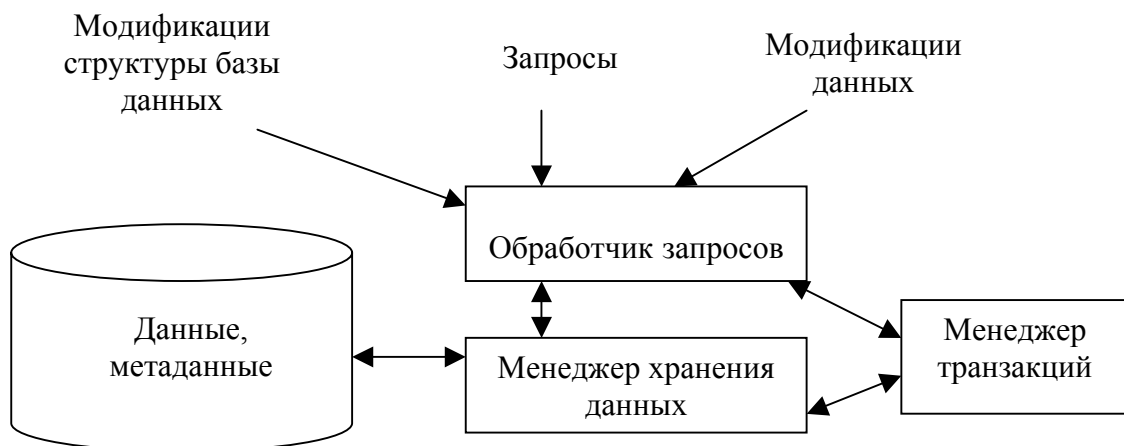 Модификации
структуры базы
данных
Запросы
Модификации
данных
Обработчик запросов
Данные,
метаданные
Менеджер хранения
данных
Менеджер
транзакций